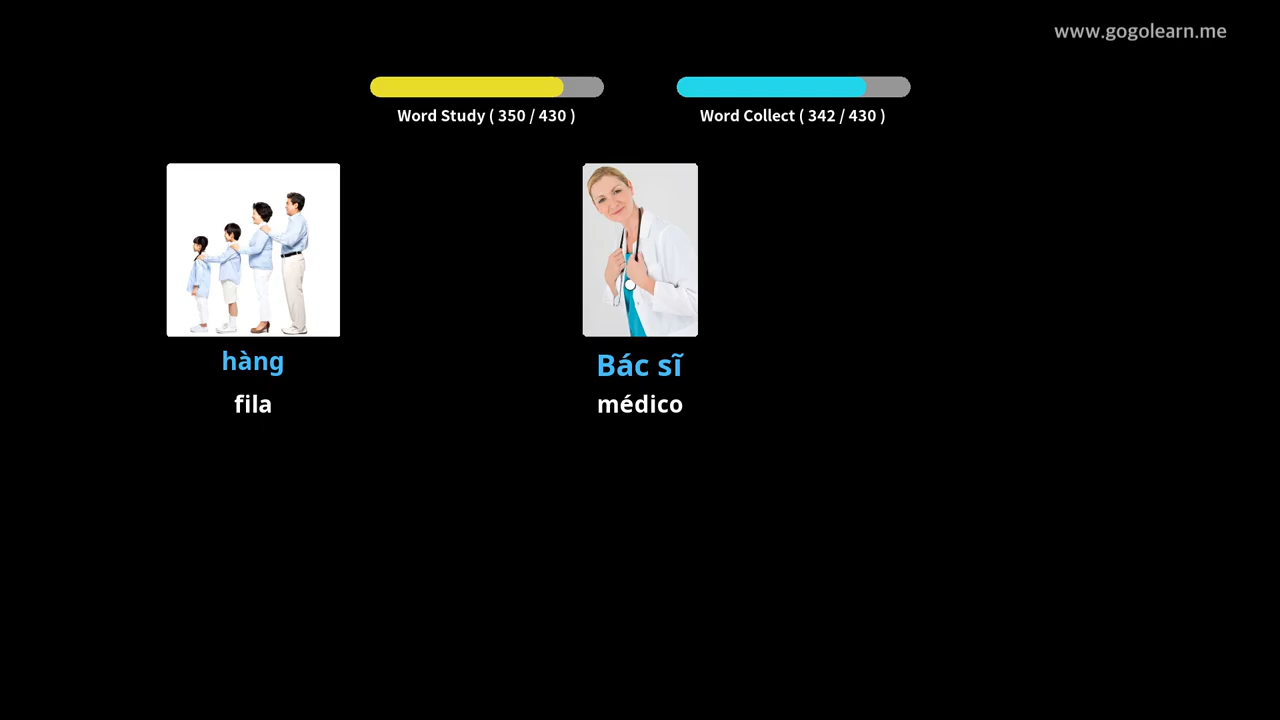 www.gogolearn.me
Word Study ( 350 / 430 )
Word Collect ( 342 / 430 )
hàng
fila
Bác sĩ
médico